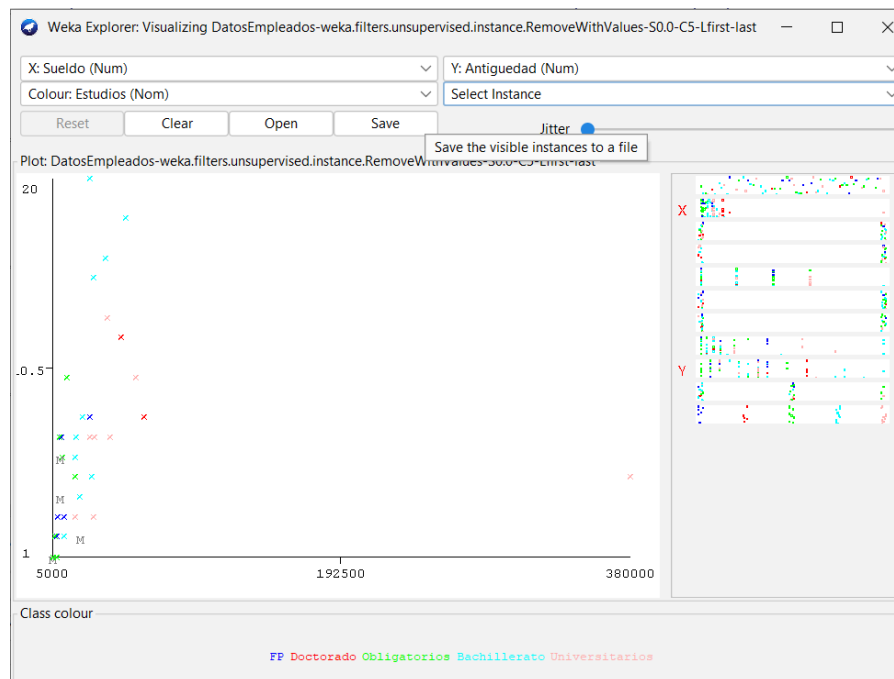 Weka Explorer: Visualizing DatosEmpleados-weka.filters.unsupervised.instance.RemoveWithValues-S0.0-C5-Lfirst-last
X: Sueldo (Num) Y: Antiguedad (Num)
Colour: Estudios (Nom) Select Instance
Reset Clear Open Save Jitter
Save the visible instances to a file
Plot: DatosEmpleados-weka.filters.unsupervised.instance.RemoveWithValues-S0.0-C5-Lfirst-last
20
X
.0.5
Y
M
M
M
1
M
5000 192500 380000
Class colour
FP Doctorado Obligatorios Bachillerato Universitarios